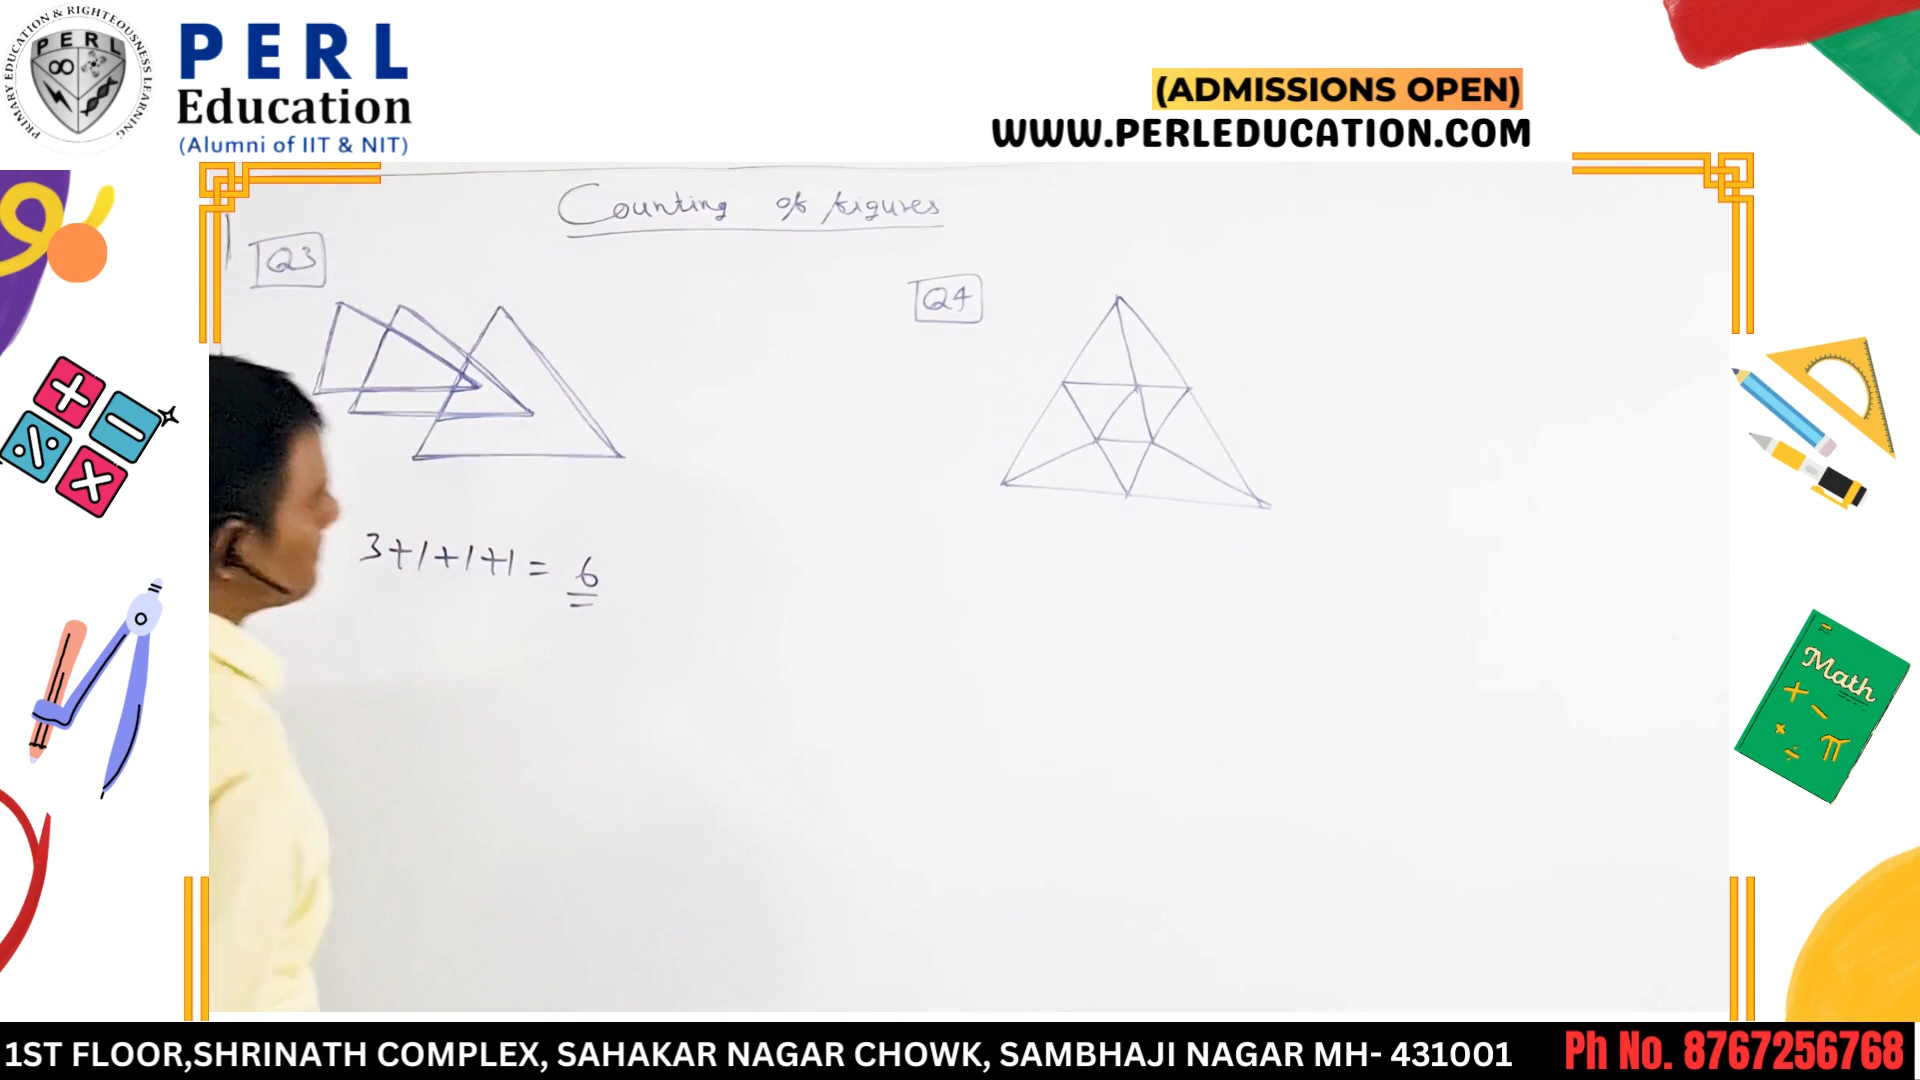 PRIMARY EDUCATION & RIGHTEOUSNESS LEARNING
PERL
PERL
Education
(Alumni of IIT & NIT)
(ADMISSIONS OPEN)
WWW.PERLEDUCATION.COM
Counting of figures
Q3
Q4
3+1+1+1 = 6
Math
1ST FLOOR,SHRINATH COMPLEX, SAHAKAR NAGAR CHOWK, SAMBHAJI NAGAR MH- 431001
Ph No. 8767256768